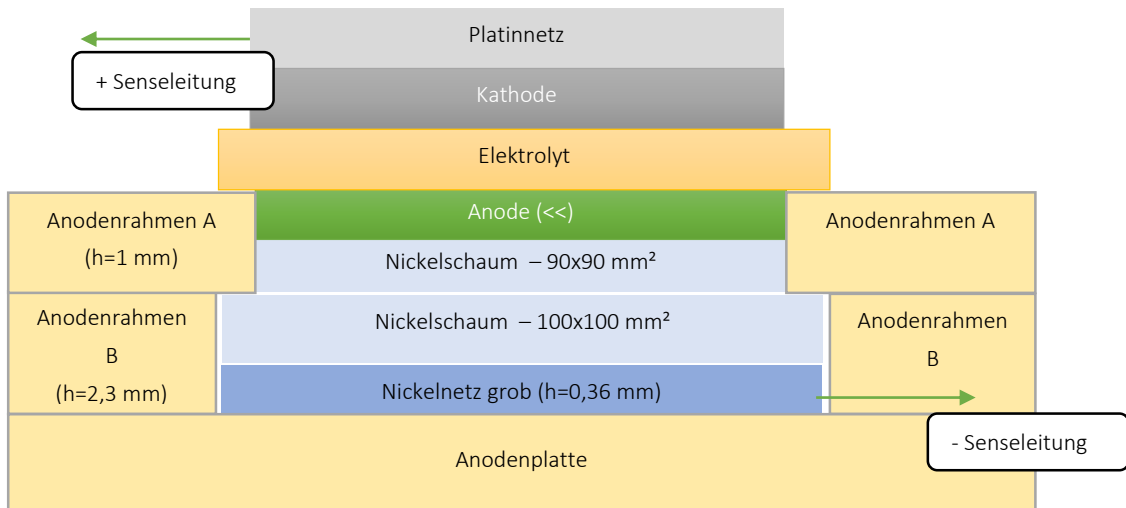 Platinnetz
+ Senseleitung
Kathode
Elektrolyt
Anodenrahmen A
(h=1 mm)
Anode (<<)
Anodenrahmen A
Nickelschaum – 90x90 mm²
Anodenrahmen
B
(h=2,3 mm)
Nickelschaum – 100x100 mm²
Anodenrahmen
B
Nickelnetz grob (h=0,36 mm)
- Senseleitung
Anodenplatte